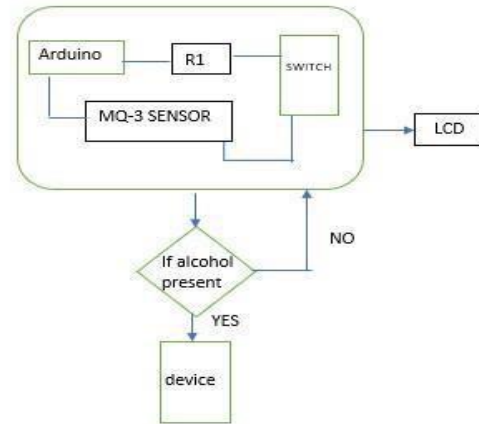 Arduino
R1
SWITCH
MQ-3 SENSOR
LCD
NO
If alcohol
present
YES
device